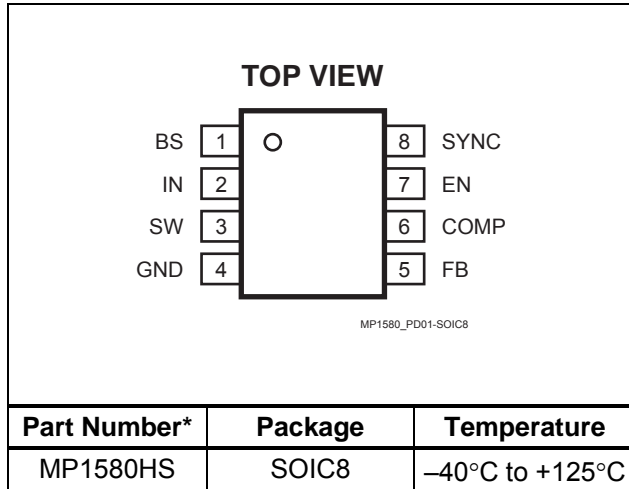 TOP VIEW
BS 1 8 SYNC
IN 2 7 EN
SW 3 6 COMP
GND 4 5 FB
MP1580_PD01-SOIC8
Part Number* Package Temperature
MP1580HS SOIC8 –40°C to +125°C